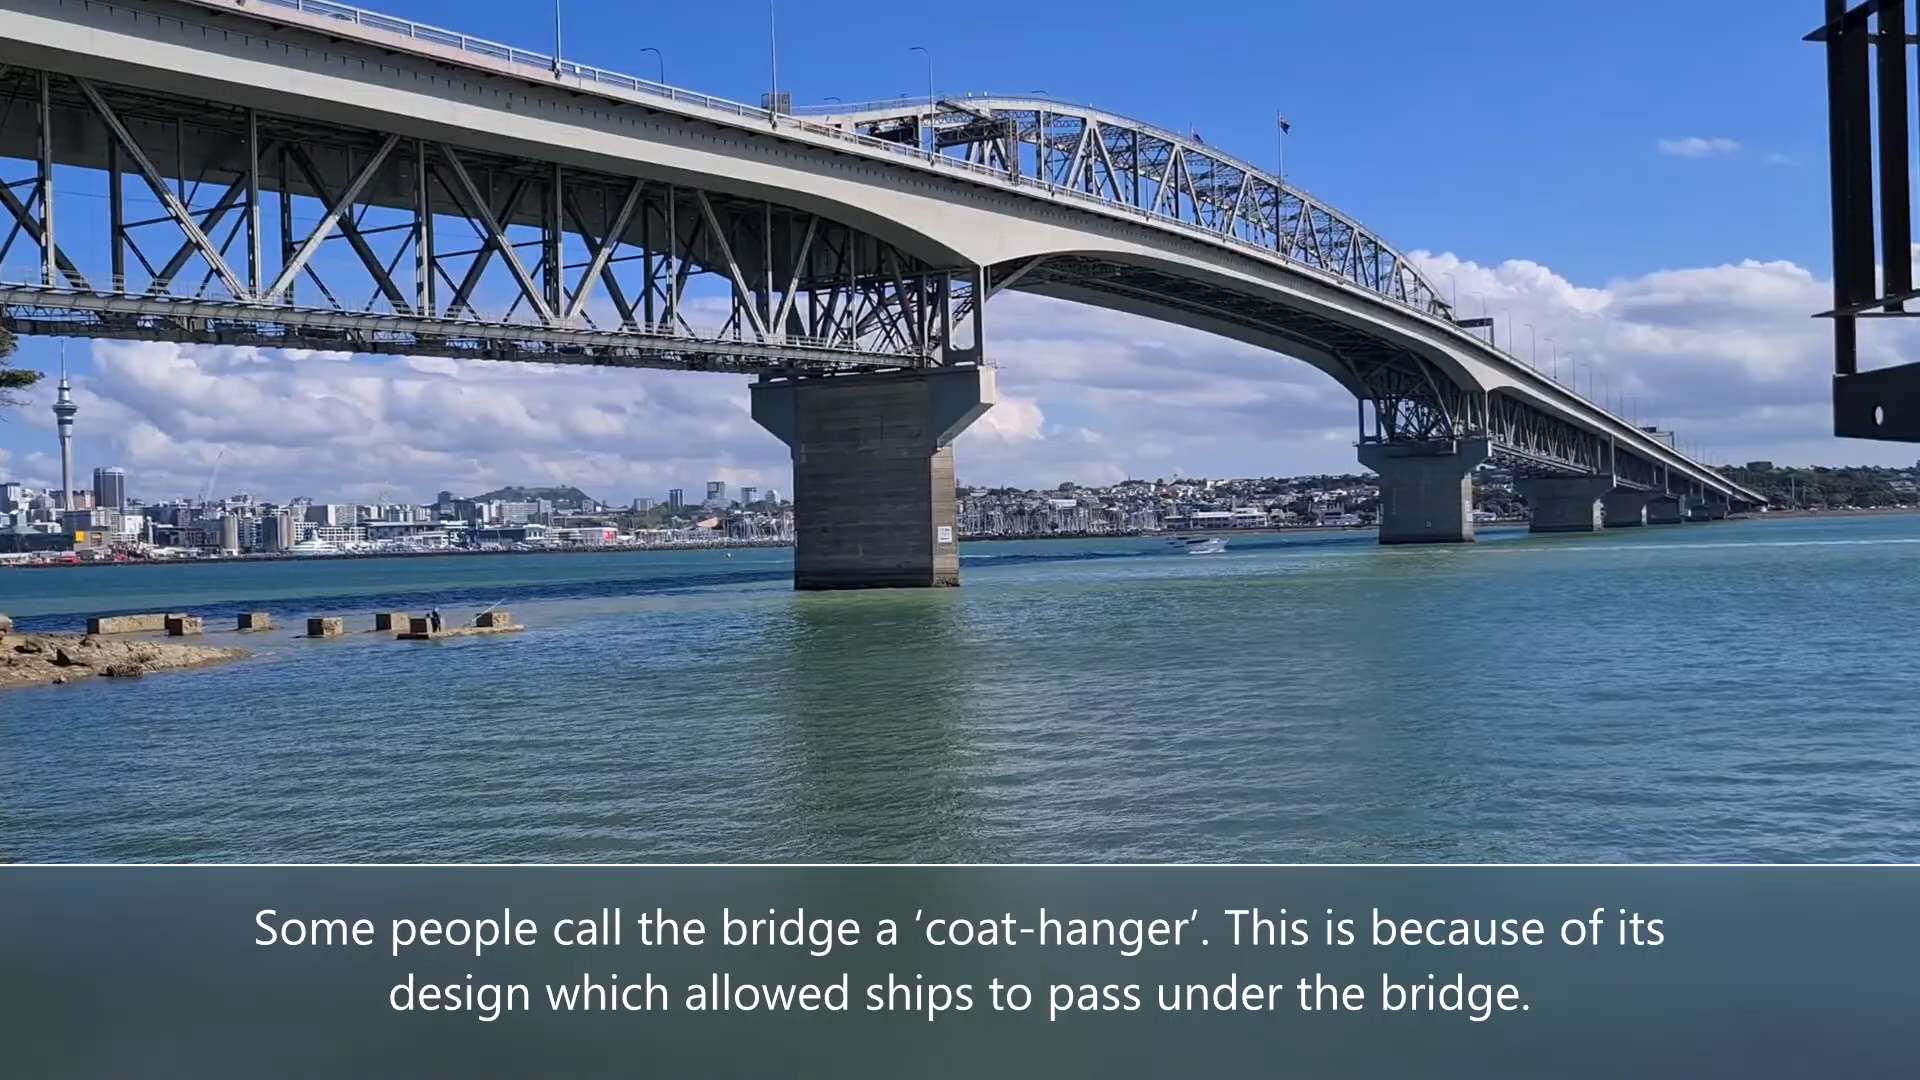 Some people call the bridge a ‘coat-hanger’. This is because of its
design which allowed ships to pass under the bridge.